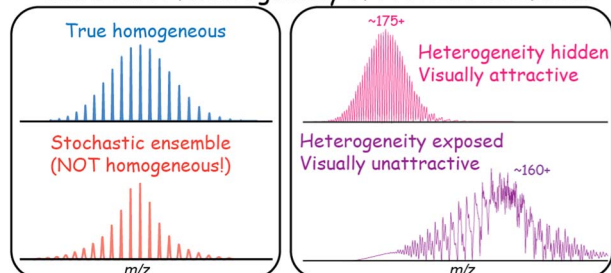 True homogeneous
Stochastic ensemble
(NOT homogeneous!)
m/z
~175+
Heterogeneity hidden
Visually attractive
Heterogeneity exposed
Visually unattractive
~160+
m/z